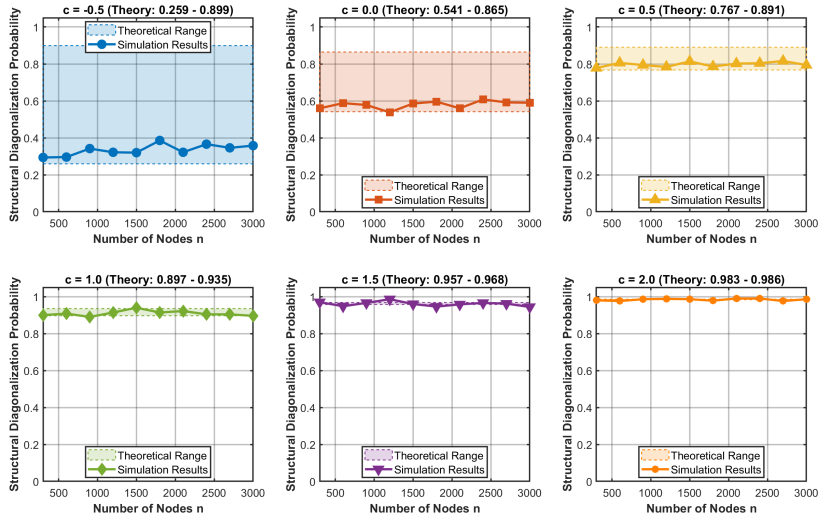 c = -0.5 (Theory: 0.259 - 0.899)
Structural Diagonalization Probability
1
0.8
0.6
0.4
0.2
0
Theoretical Range
Simulation Results
500 1000 1500 2000 2500 3000
Number of Nodes n
c = 0.0 (Theory: 0.541 - 0.865)
Structural Diagonalization Probability
1
0.8
0.6
0.4
0.2
0
Theoretical Range
Simulation Results
500 1000 1500 2000 2500 3000
Number of Nodes n
c = 0.5 (Theory: 0.767 - 0.891)
Structural Diagonalization Probability
1
0.8
0.6
0.4
0.2
0
Theoretical Range
Simulation Results
500 1000 1500 2000 2500 3000
Number of Nodes n
c = 1.0 (Theory: 0.897 - 0.935)
Structural Diagonalization Probability
1
0.8
0.6
0.4
0.2
0
Theoretical Range
Simulation Results
500 1000 1500 2000 2500 3000
Number of Nodes n
c = 1.5 (Theory: 0.957 - 0.968)
Structural Diagonalization Probability
1
0.8
0.6
0.4
0.2
0
Theoretical Range
Simulation Results
500 1000 1500 2000 2500 3000
Number of Nodes n
c = 2.0 (Theory: 0.983 - 0.986)
Structural Diagonalization Probability
1
0.8
0.6
0.4
0.2
0
Theoretical Range
Simulation Results
500 1000 1500 2000 2500 3000
Number of Nodes n